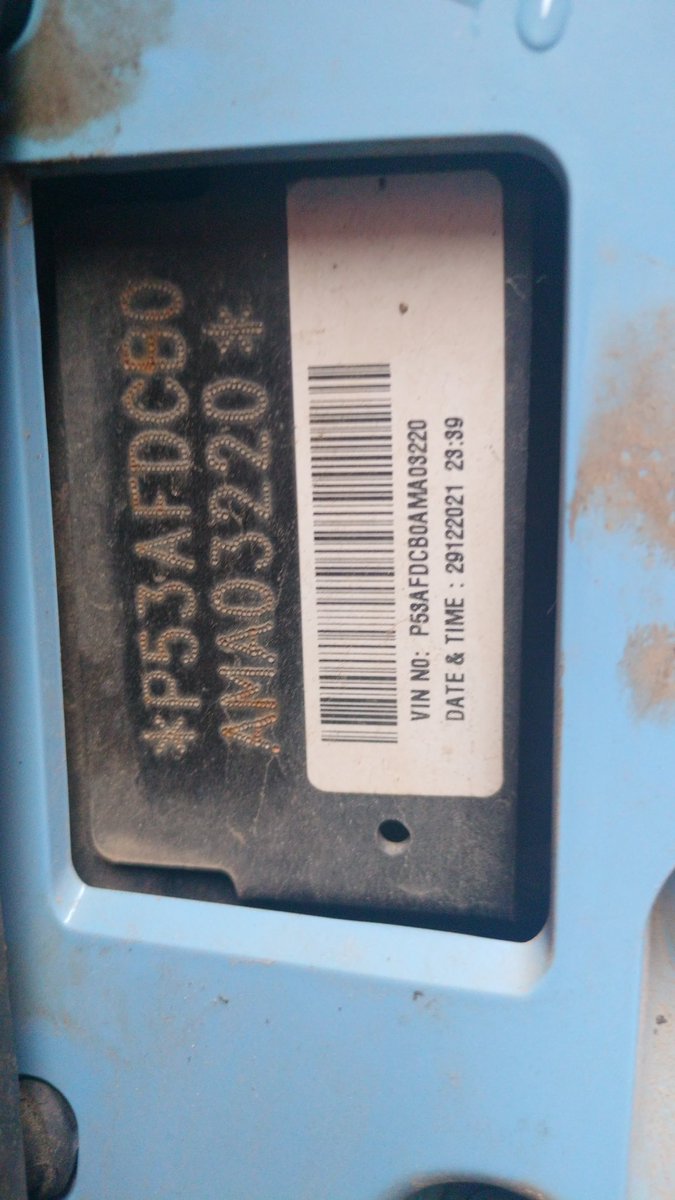 *P53AFDCB0
AMA03220*
VIN NO: P53AFDCB0AMA03220
DATE & TIME : 29122021 23:39